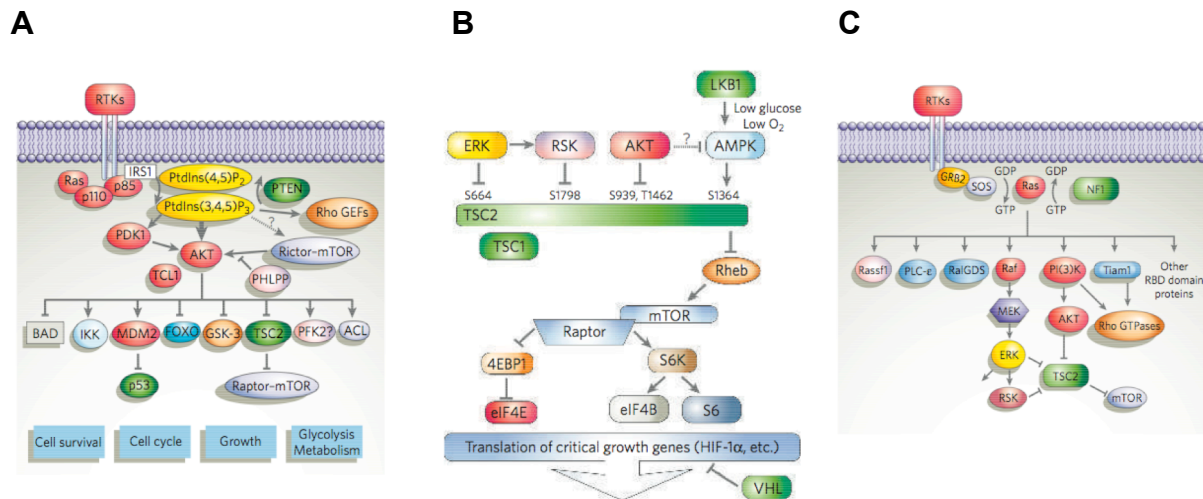 A
B
C
RTKs
IRS1
Ras
p110
p85
PtdIns(4,5)P2
PTEN
PtdIns(3,4,5)P3
Rho GEFs
?
PDK1
AKT
Rictor–mTOR
TCL1
PHLPP
BAD
IKK
MDM2
FOXO
GSK-3
TSC2
PFK2?
ACL
p53
Raptor–mTOR
Cell survival
Cell cycle
Growth
Glycolysis
Metabolism
LKB1
Low glucose
Low O2
ERK
RSK
AKT
?
AMPK
S664
S1798
S939, T1462
S1364
TSC2
TSC1
Rheb
mTOR
Raptor
4EBP1
S6K
eIF4E
eIF4B
S6
Translation of critical growth genes (HIF-1α, etc.)
VHL
RTKs
GRB2
SOS
GDP
GTP
Ras
GDP
GTP
NF1
Rassf1
PLC-ε
RalGDS
Raf
PI(3)K
Tiam1
Other
RBD domain
proteins
MEK
AKT
Rho GTPases
ERK
TSC2
RSK
mTOR